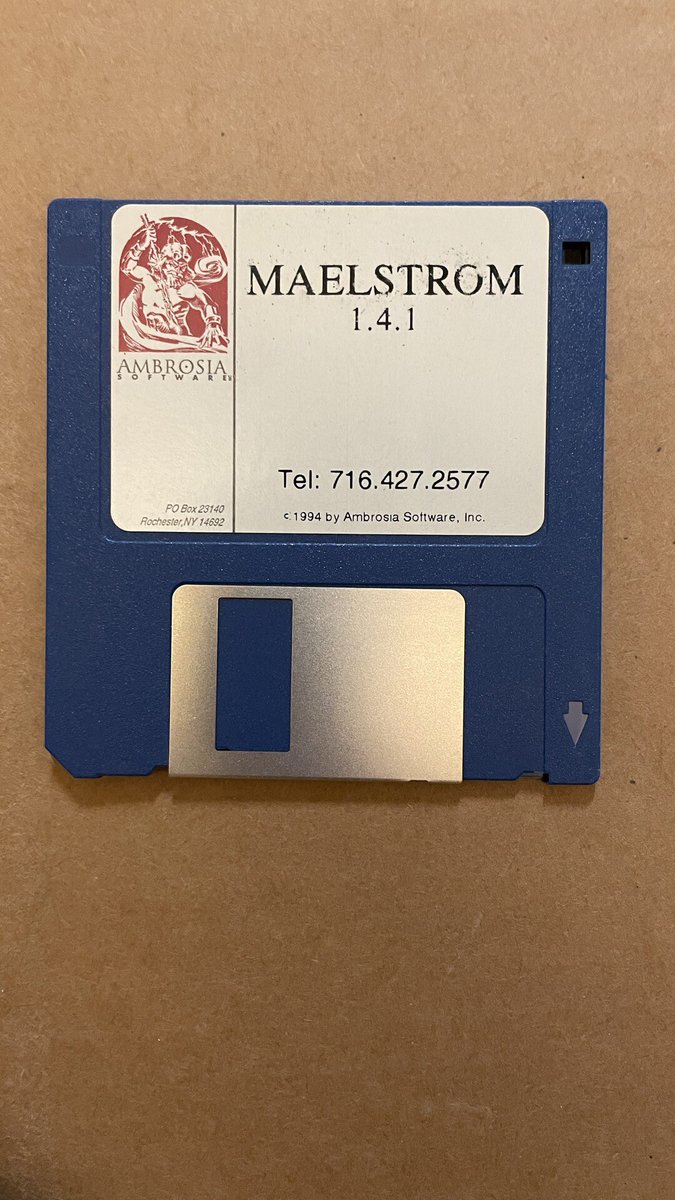 AMBROSIA
SOFTWARE INC
PO Box 23140
Rochester, NY 14692
MAELSTROM
1.4.1
Tel: 716.427.2577
© 1994 by Ambrosia Software, Inc.